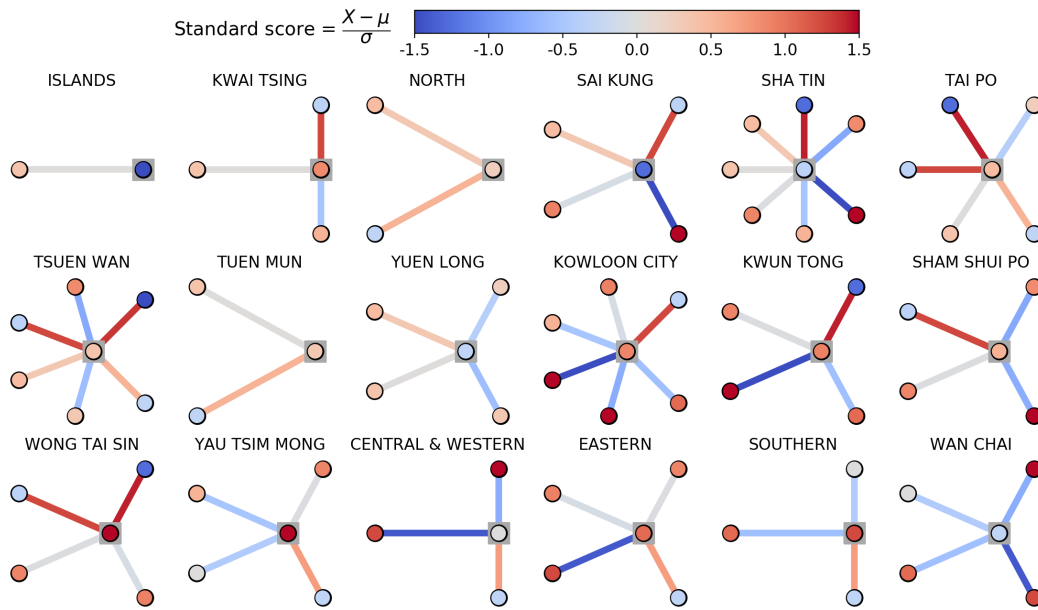 Standard score = X − μ / σ
-1.5 -1.0 -0.5 0.0 0.5 1.0 1.5
ISLANDS KWAI TSING NORTH SAI KUNG SHA TIN TAI PO
TSUEN WAN TUEN MUN YUEN LONG KOWLOON CITY KWUN TONG SHAM SHUI PO
WONG TAI SIN YAU TSIM MONG CENTRAL & WESTERN EASTERN SOUTHERN WAN CHAI